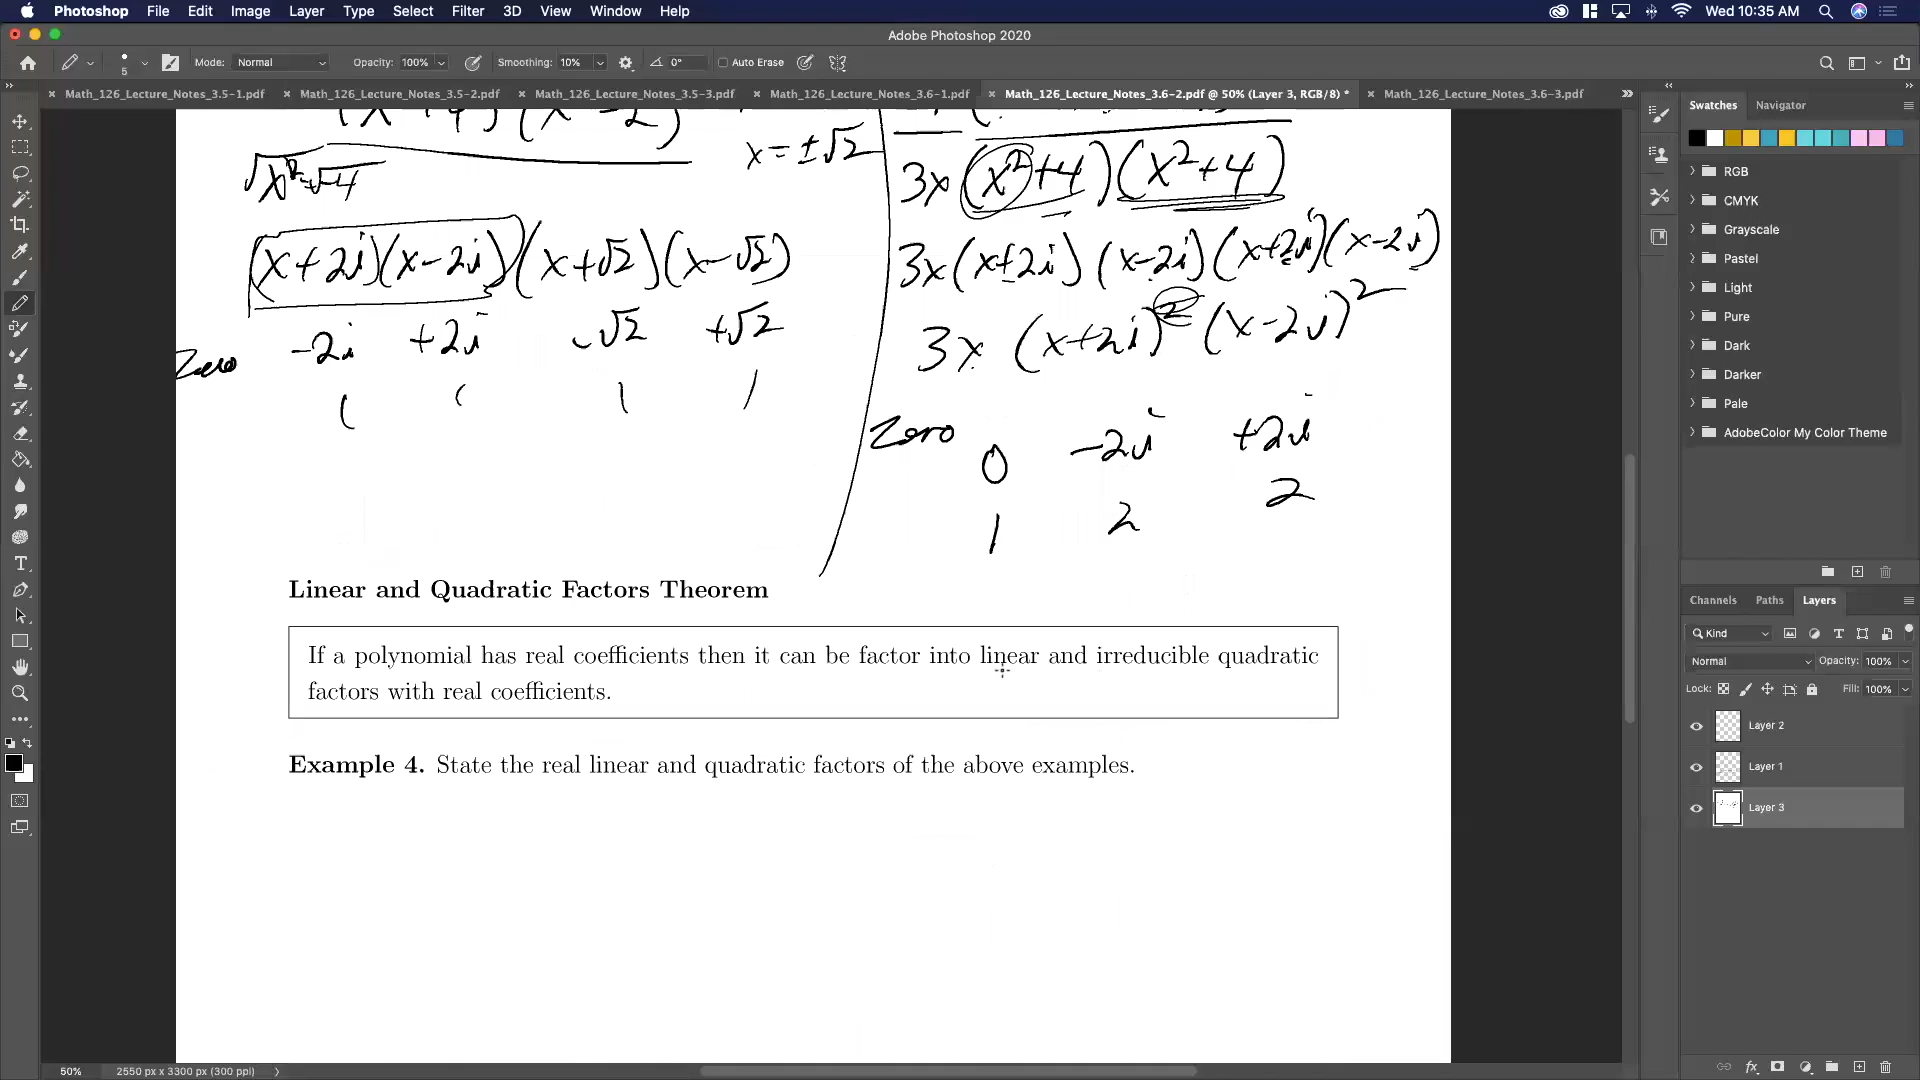 Photoshop File Edit Image Layer Type Select Filter 3D View Window Help Wed 10:35 AM
Adobe Photoshop 2020
5 Mode: Normal Opacity: 100% Smoothing: 10% 0° Auto Erase
Math_126_Lecture_Notes_3.5-1.pdf Math_126_Lecture_Notes_3.5-2.pdf Math_126_Lecture_Notes_3.5-3.pdf Math_126_Lecture_Notes_3.6-1.pdf Math_126_Lecture_Notes_3.6-2.pdf @ 50% (Layer 3, RGB/8) * Math_126_Lecture_Notes_3.6-3.pdf
x = ±√2
√x² = √-4
(x+2i)(x-2i)(x+√2)(x-√2)
Zero -2i +2i -√2 +√2
1 1 1 1
3x (x²+4)(x²+4)
3x(x+2i)(x-2i)(x+2i)(x-2i)
3x (x+2i)² (x-2i)²
Zero 0 -2i +2i
1 2 2
Linear and Quadratic Factors Theorem
If a polynomial has real coefficients then it can be factor into linear and irreducible quadratic
factors with real coefficients.
Example 4. State the real linear and quadratic factors of the above examples.
50% 2550 px x 3300 px (300 ppi)
Swatches Navigator
RGB
CMYK
Grayscale
Pastel
Light
Pure
Dark
Darker
Pale
AdobeColor My Color Theme
Channels Paths Layers
Kind
Normal Opacity: 100%
Lock: Fill: 100%
Layer 2
Layer 1
Layer 3